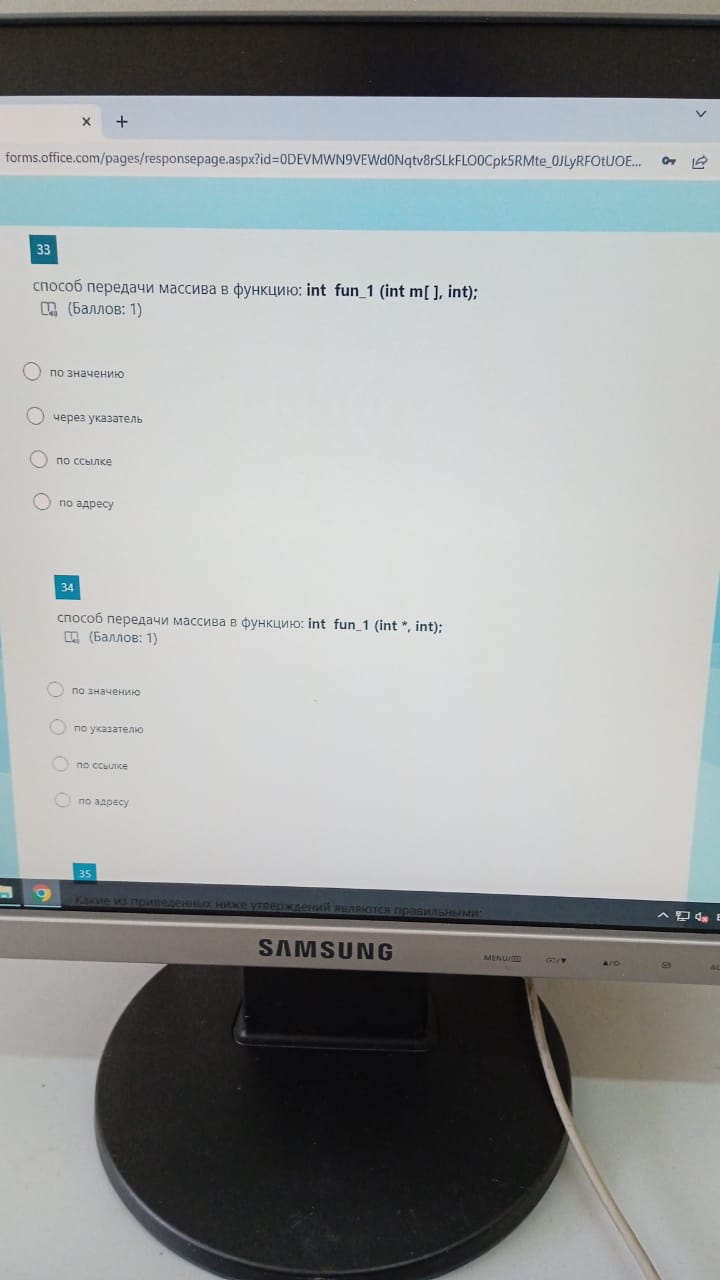 forms.office.com/pages/responsepage.aspx?id=0DEVMWN9VEWd0Nqtv8rSLkFLO0Cpk5RMte_0JLyRFOtUOE...
33
способ передачи массива в функцию: int fun_1 (int m[ ], int);
(Баллов: 1)
по значению
через указатель
по ссылке
по адресу
34
способ передачи массива в функцию: int fun_1 (int *, int);
(Баллов: 1)
по значению
по указателю
по ссылке
по адресу
35
Какие из приведенных ниже утверждений являются правильными:
SAMSUNG
MENU/